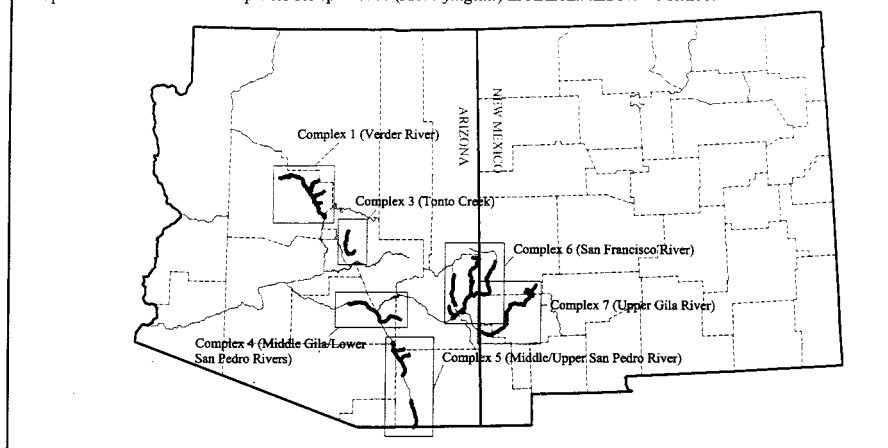 NEW MEXICO
ARIZONA
Complex 1 (Verder River)
Complex 3 (Tonto Creek)
Complex 6 (San Francisco River)
Complex 7 (Upper Gila River)
Complex 4 (Middle Gila/Lower
San Pedro Rivers)
Complex 5 (Middle/Upper San Pedro River)